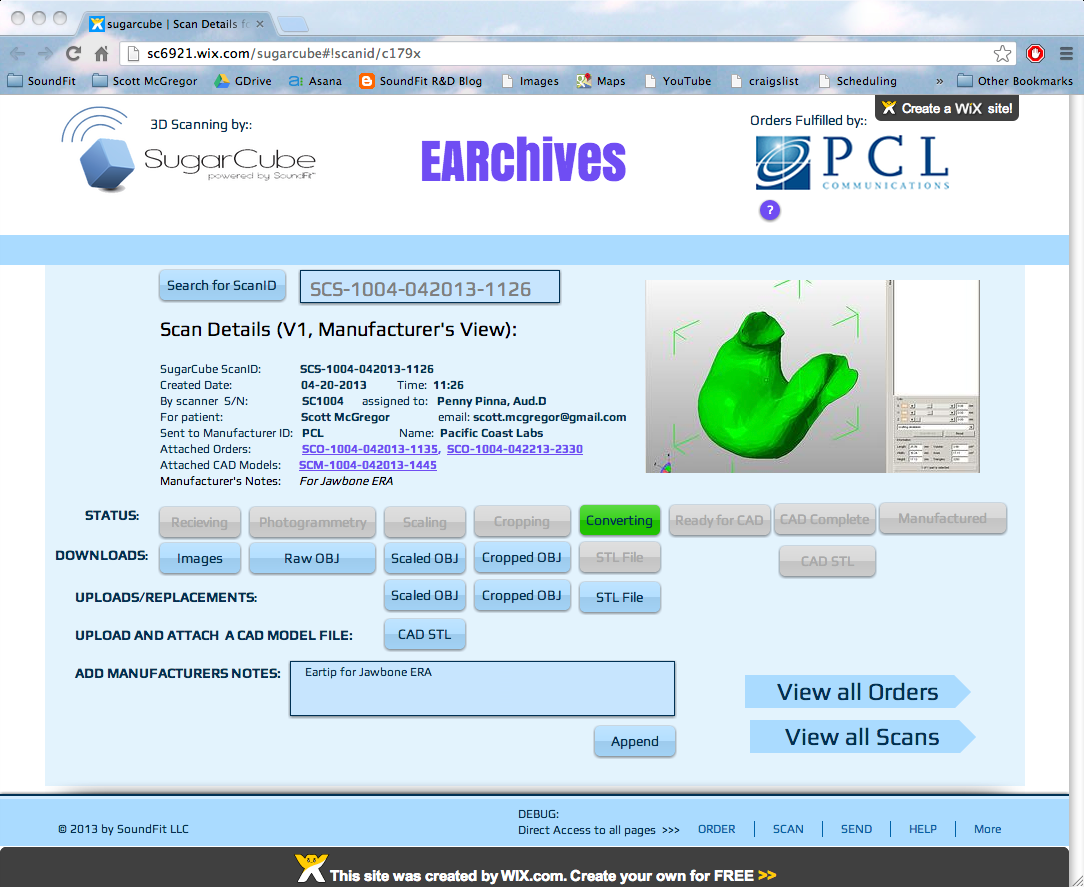 sugarcube | Scan Details fo
sc6921.wix.com/sugarcube#!scanid/c179x
SoundFit Scott McGregor GDrive Asana SoundFit R&D Blog Images Maps YouTube craigslist Scheduling » Other Bookmarks
Create a WiX site!
3D Scanning by::
SugarCube
powered by SoundFit
EARchives
Orders Fulfilled by::
PCL
COMMUNICATIONS
?
Search for ScanID SCS-1004-042013-1126
Scan Details (V1, Manufacturer's View):
SugarCube ScanID: SCS-1004-042013-1126
Created Date: 04-20-2013 Time: 11:26
By scanner S/N: SC1004 assigned to: Penny Pinna, Aud.D
For patient: Scott McGregor email: scott.mcgregor@gmail.com
Sent to Manufacturer ID: PCL Name: Pacific Coast Labs
Attached Orders: SCO-1004-042013-1135, SCO-1004-042213-2330
Attached CAD Models: SCM-1004-042013-1445
Manufacturer's Notes: For Jawbone ERA
STATUS: Recieving Photogrammetry Scaling Cropping Converting Ready for CAD CAD Complete Manufactured
DOWNLOADS: Images Raw OBJ Scaled OBJ Cropped OBJ STL File CAD STL
UPLOADS/REPLACEMENTS: Scaled OBJ Cropped OBJ STL File
UPLOAD AND ATTACH A CAD MODEL FILE: CAD STL
ADD MANUFACTURERS NOTES: Eartip for Jawbone ERA
View all Orders
View all Scans
Append
DEBUG:
© 2013 by SoundFit LLC Direct Access to all pages >>> ORDER SCAN SEND HELP More
This site was created by WIX.com. Create your own for FREE >>